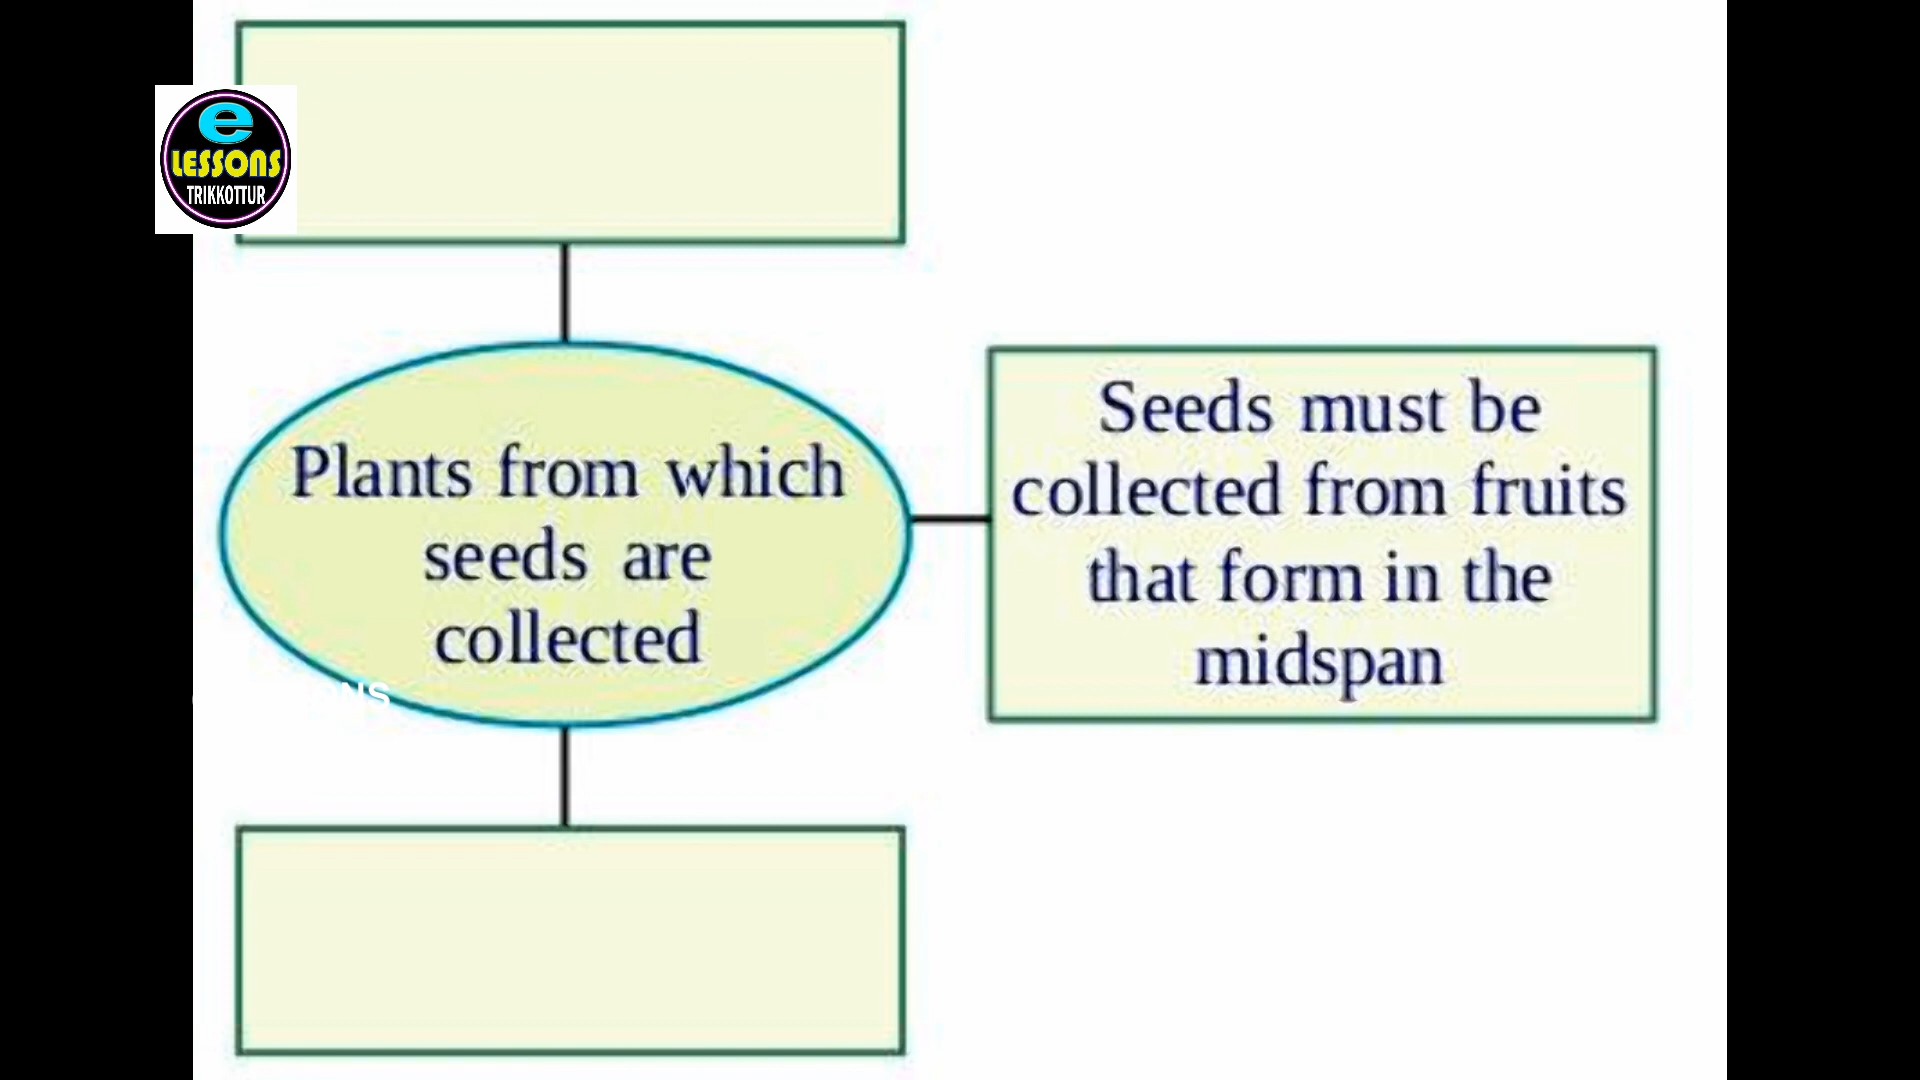 e
LESSONS
TRIKKOTTUR
Plants from which
seeds are
collected
Seeds must be
collected from fruits
that form in the
midspan